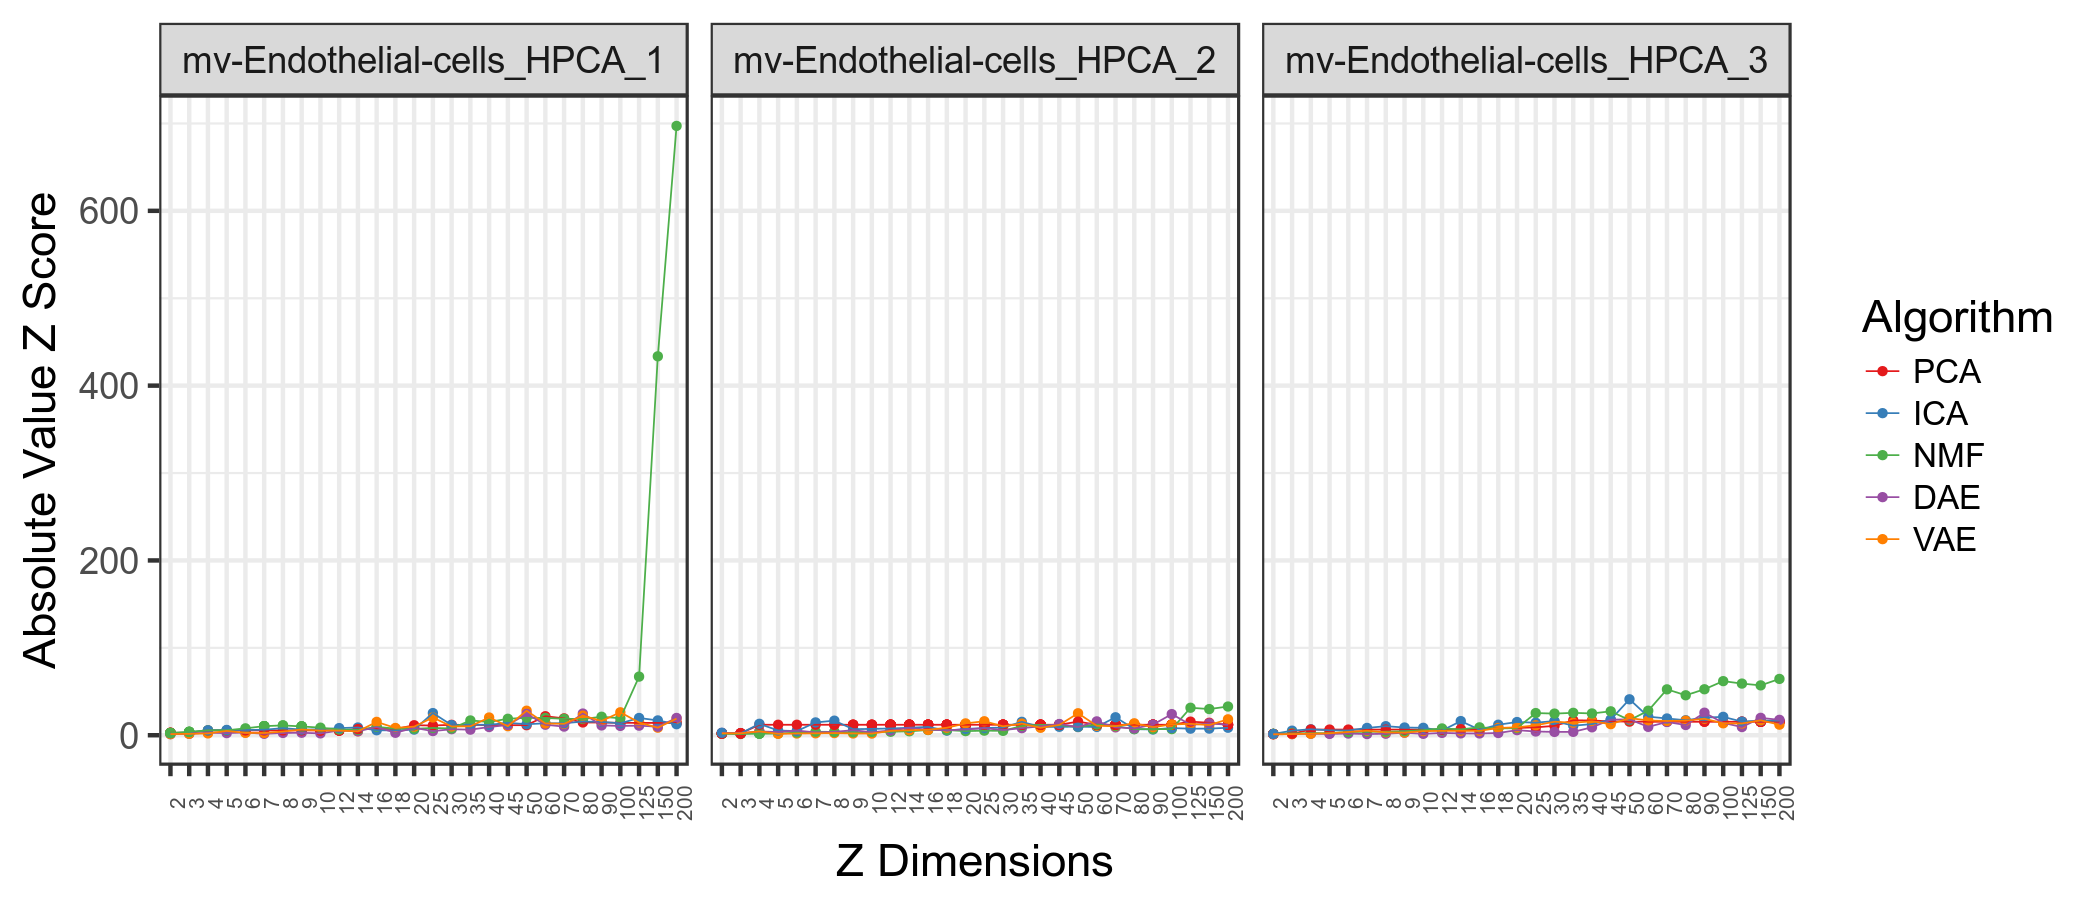 mv-Endothelial-cells_HPCA_1 mv-Endothelial-cells_HPCA_2 mv-Endothelial-cells_HPCA_3
Absolute Value Z Score
600
400
200
0
2 3 4 5 6 7 8 9 10 12 14 16 18 20 25 30 35 40 45 50 60 70 80 90 100 125 150 200
2 3 4 5 6 7 8 9 10 12 14 16 18 20 25 30 35 40 45 50 60 70 80 90 100 125 150 200
2 3 4 5 6 7 8 9 10 12 14 16 18 20 25 30 35 40 45 50 60 70 80 90 100 125 150 200
Z Dimensions
Algorithm
PCA
ICA
NMF
DAE
VAE